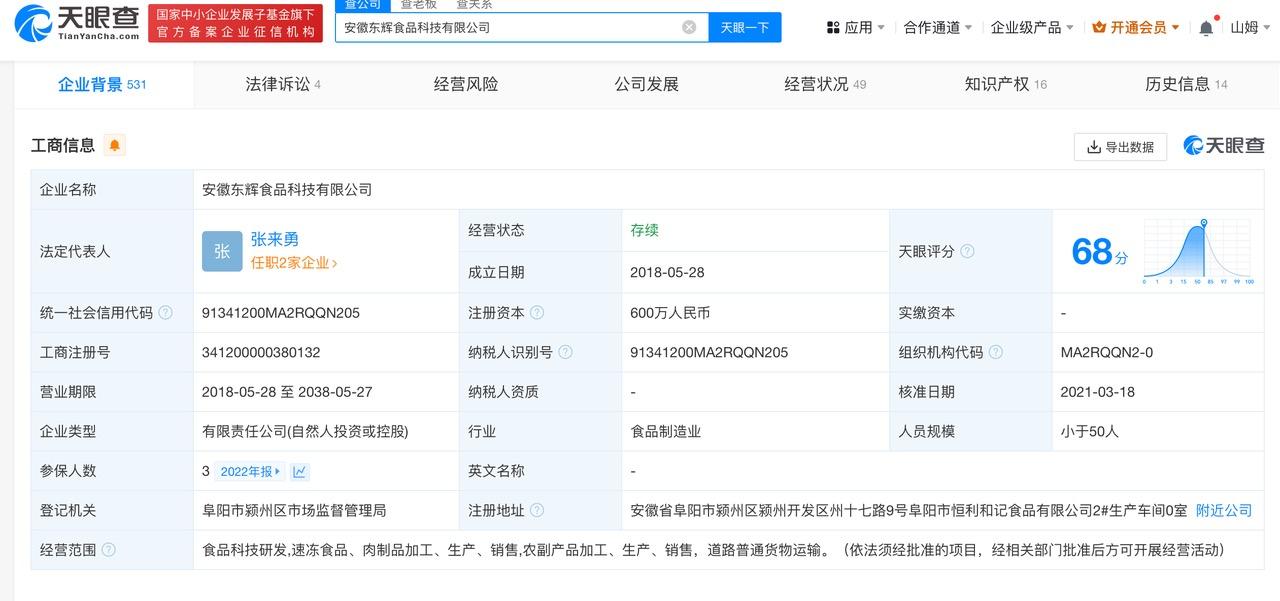 查公司 查老板 查关系
天眼查
TianYanCha.com
国家中小企业发展子基金旗下
官方备案企业征信机构
安徽东辉食品科技有限公司
天眼一下
应用 合作通道 企业级产品 开通会员 山姆
企业背景 531 法律诉讼 4 经营风险 公司发展 经营状况 49 知识产权 16 历史信息 14
工商信息
导出数据
天眼查
企业名称 安徽东辉食品科技有限公司
法定代表人 张 张来勇 任职2家企业
经营状态 存续
成立日期 2018-05-28
天眼评分 ? 68分
0 1 3 15 50 85 97 99 100
统一社会信用代码 ? 91341200MA2RQQN205 注册资本 ? 600万人民币 实缴资本 -
工商注册号 341200000380132 纳税人识别号 ? 91341200MA2RQQN205 组织机构代码 ? MA2RQQN2-0
营业期限 2018-05-28 至 2038-05-27 纳税人资质 - 核准日期 2021-03-18
企业类型 有限责任公司(自然人投资或控股) 行业 食品制造业 人员规模 小于50人
参保人数 3 2022年报 英文名称 -
登记机关 阜阳市颍州区市场监督管理局 注册地址 ? 安徽省阜阳市颍州区颍州开发区州十七路9号阜阳市恒利和记食品有限公司2#生产车间0室 附近公司
经营范围 ? 食品科技研发,速冻食品、肉制品加工、生产、销售,农副产品加工、生产、销售，道路普通货物运输。（依法须经批准的项目，经相关部门批准后方可开展经营活动）